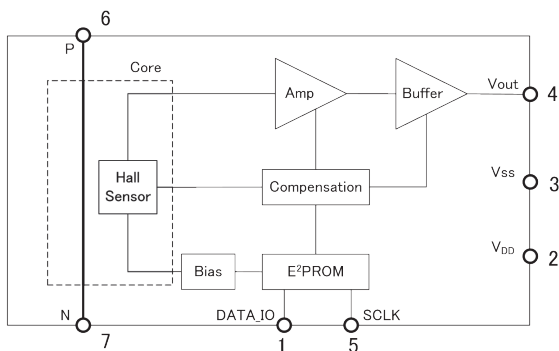 6
P
Core
Amp
Buffer
Vout
4
Hall
Sensor
Compensation
Vss
3
VDD
2
Bias
E²PROM
N
DATA_IO
SCLK
7
1
5